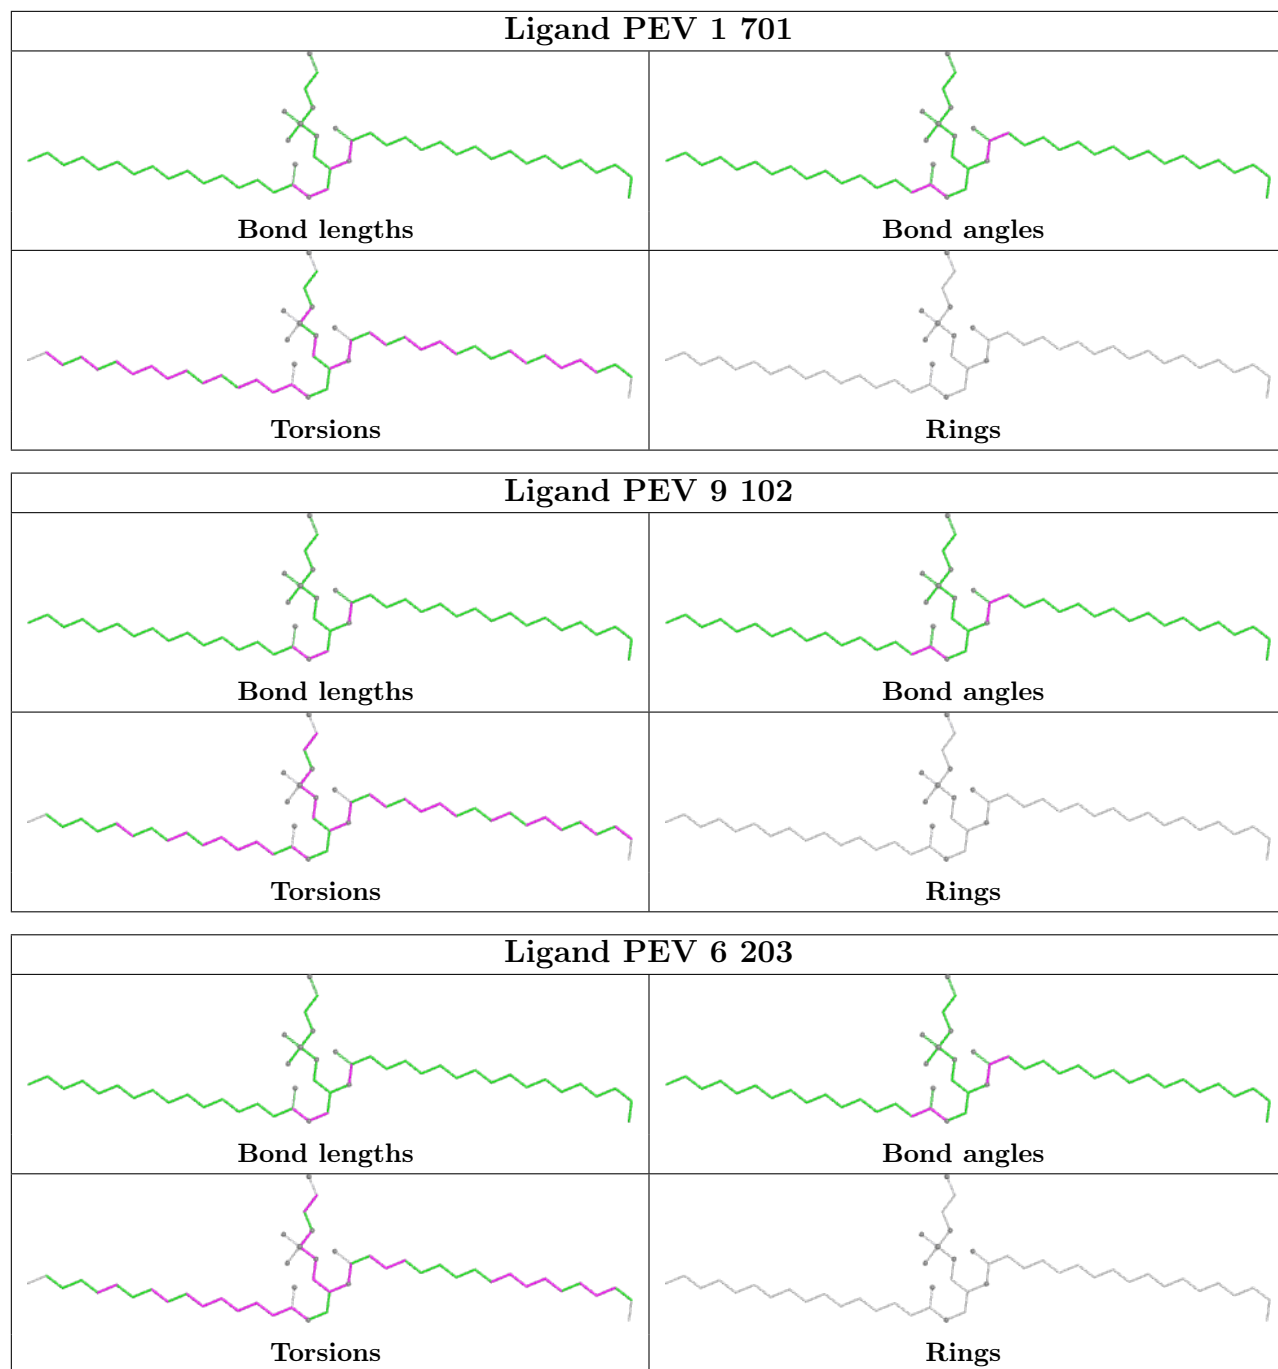 Ligand PEV 1 701
Bond lengths
Bond angles
Torsions
Rings
Ligand PEV 9 102
Bond lengths
Bond angles
Torsions
Rings
Ligand PEV 6 203
Bond lengths
Bond angles
Torsions
Rings